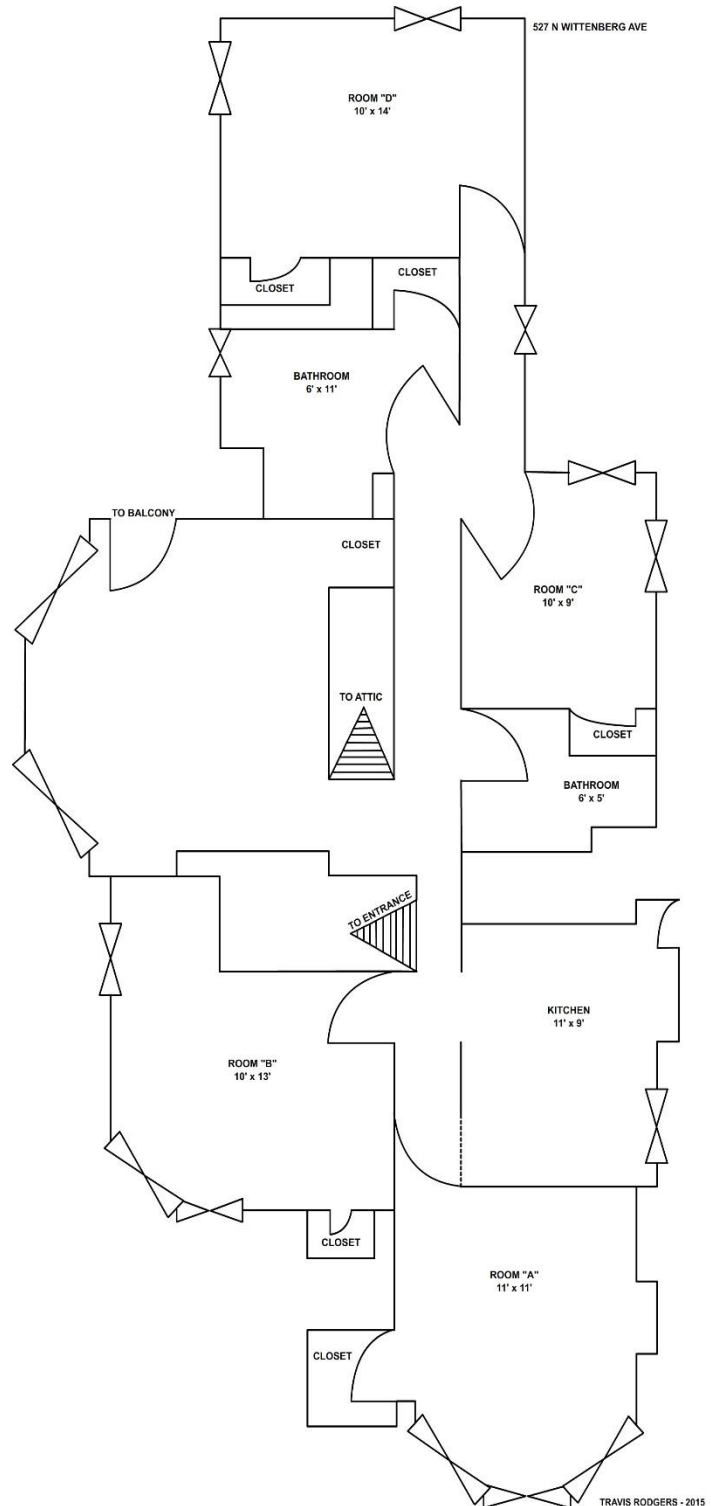 527 N WITTENBERG AVE
ROOM "D"
10' x 14'
CLOSET
CLOSET
BATHROOM
6' x 11'
TO BALCONY
CLOSET
ROOM "C"
10' x 9'
TO ATTIC
CLOSET
BATHROOM
6' x 5'
TO ENTRANCE
KITCHEN
11' x 9'
ROOM "B"
10' x 13'
CLOSET
ROOM "A"
11' x 11'
CLOSET
TRAVIS RODGERS - 2015